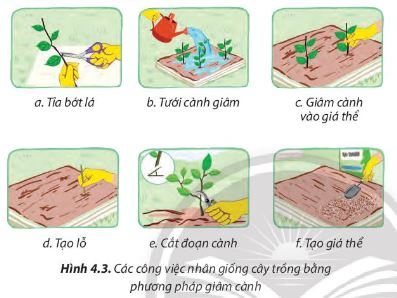 a. Tỉa bớt lá
b. Tưới cành giâm
c. Giâm cành
vào giá thể
d. Tạo lỗ
e. Cắt đoạn cành
f. Tạo giá thể
Hình 4.3. Các công việc nhân giống cây trồng bằng
phương pháp giâm cành